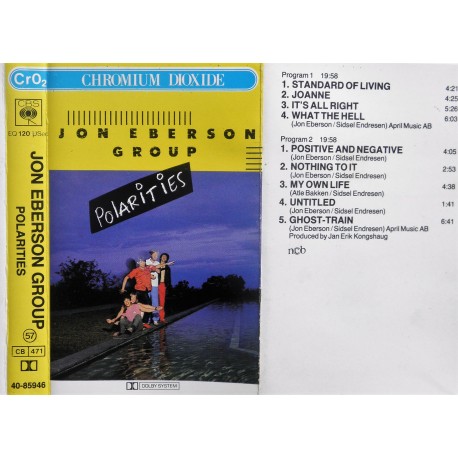 CrO2
CBS
EQ 120 µSec
JON EBERSON GROUP
POLARITIES
57
CB 471
40-85946
CHROMIUM DIOXIDE
JON EBERSON
GROUP
POLARITIES
DOLBY SYSTEM
Program 1 19:58
1. STANDARD OF LIVING 4:21
2. JOANNE 4:25
3. IT'S ALL RIGHT 5:26
4. WHAT THE HELL 6:03
(Jon Eberson / Sidsel Endresen) April Music AB
Program 2 19:58
1. POSITIVE AND NEGATIVE 4:05
(Jon Eberson / Sidsel Endresen)
2. NOTHING TO IT 2:53
(Jon Eberson / Sidsel Endresen)
3. MY OWN LIFE 4:38
(Atle Bakken / Sidsel Endresen)
4. UNTITLED 1:41
(Jon Eberson / Sidsel Endresen)
5. GHOST-TRAIN 6:41
(Jon Eberson / Sidsel Endresen) April Music AB
Produced by Jan Erik Kongshaug
ncb